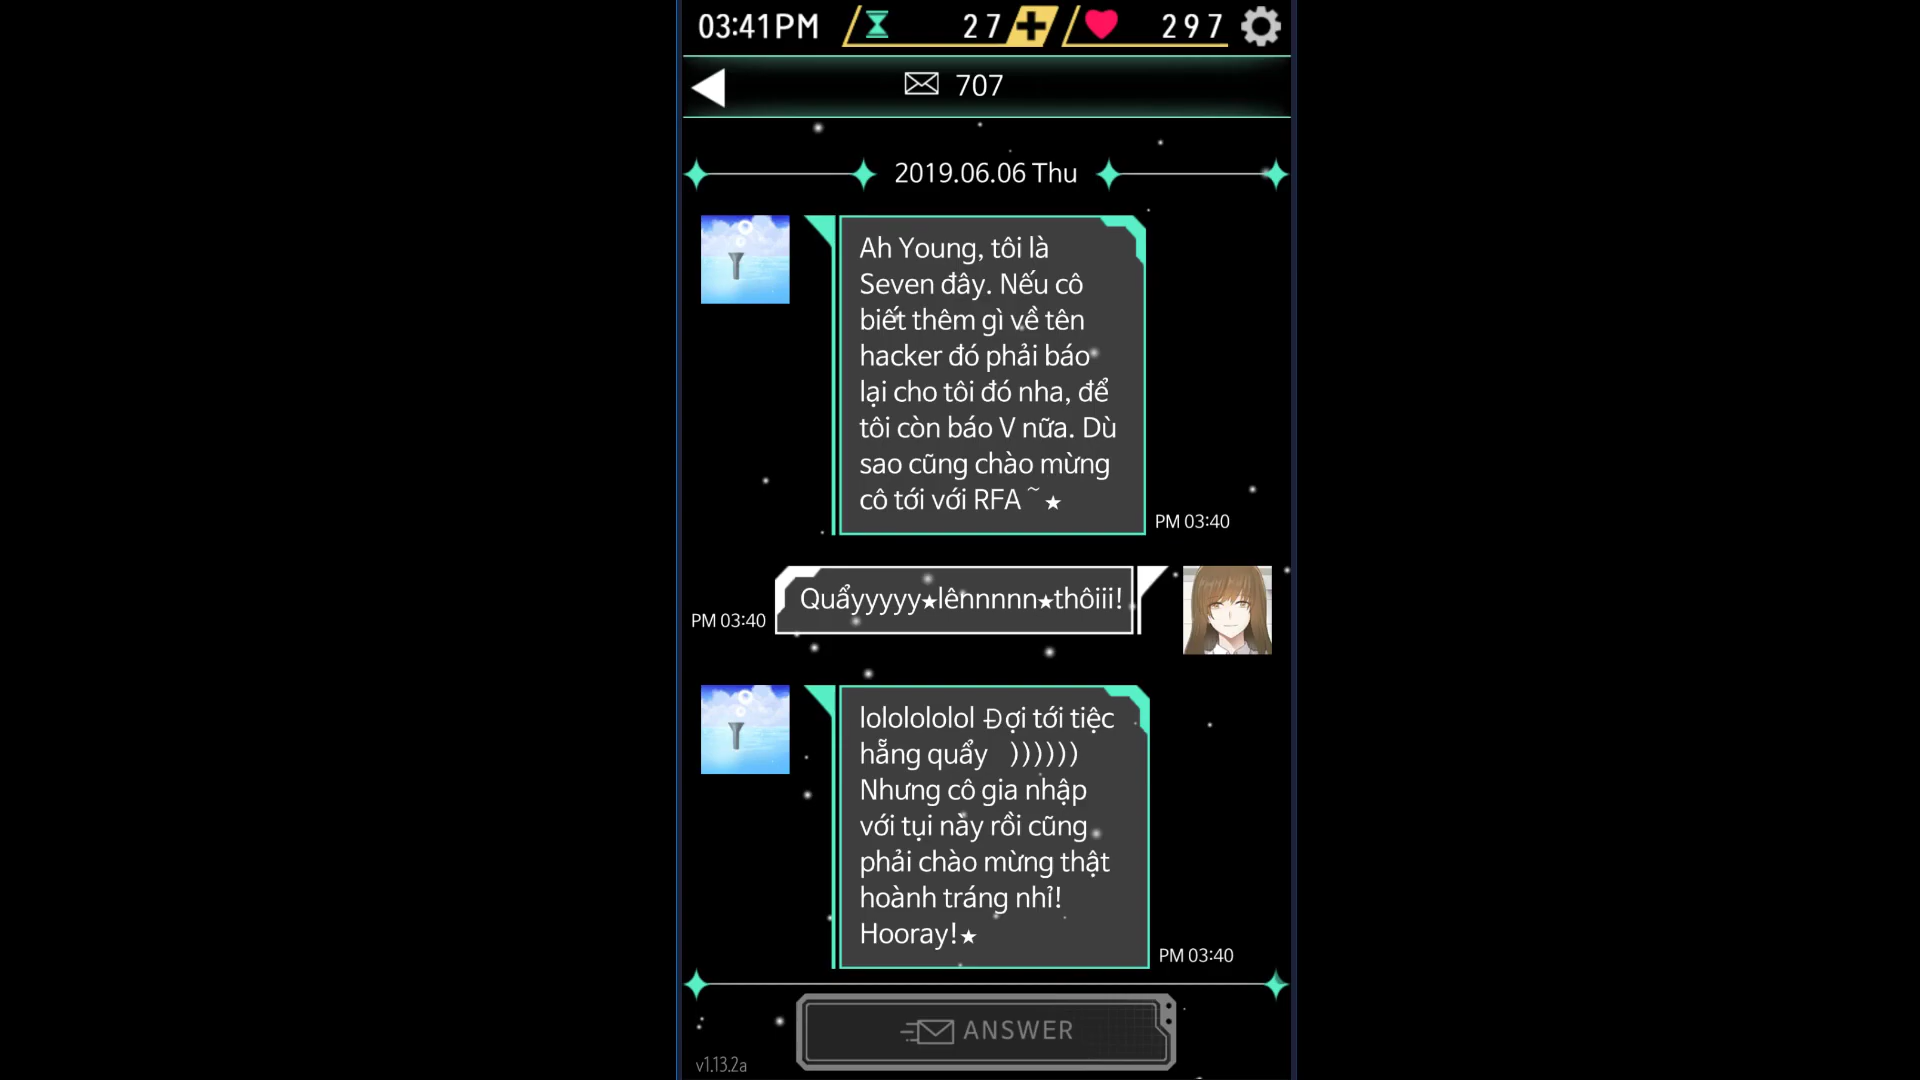 03:41PM 27 297
707
2019.06.06 Thu
Ah Young, tôi là
Seven đây. Nếu cô
biết thêm gì về tên
hacker đó phải báo
lại cho tôi đó nha, để
tôi còn báo V nữa. Dù
sao cũng chào mừng
cô tới với RFA ~★
PM 03:40
Quẩyyyyy★lênnnnn★thôiii!
PM 03:40
lolololololol Đợi tới tiệc
hẵng quẩy ))))))
Nhưng cô gia nhập
với tụi này rồi cũng
phải chào mừng thật
hoành tráng nhỉ!
Hooray!★
PM 03:40
ANSWER
v1.13.2a